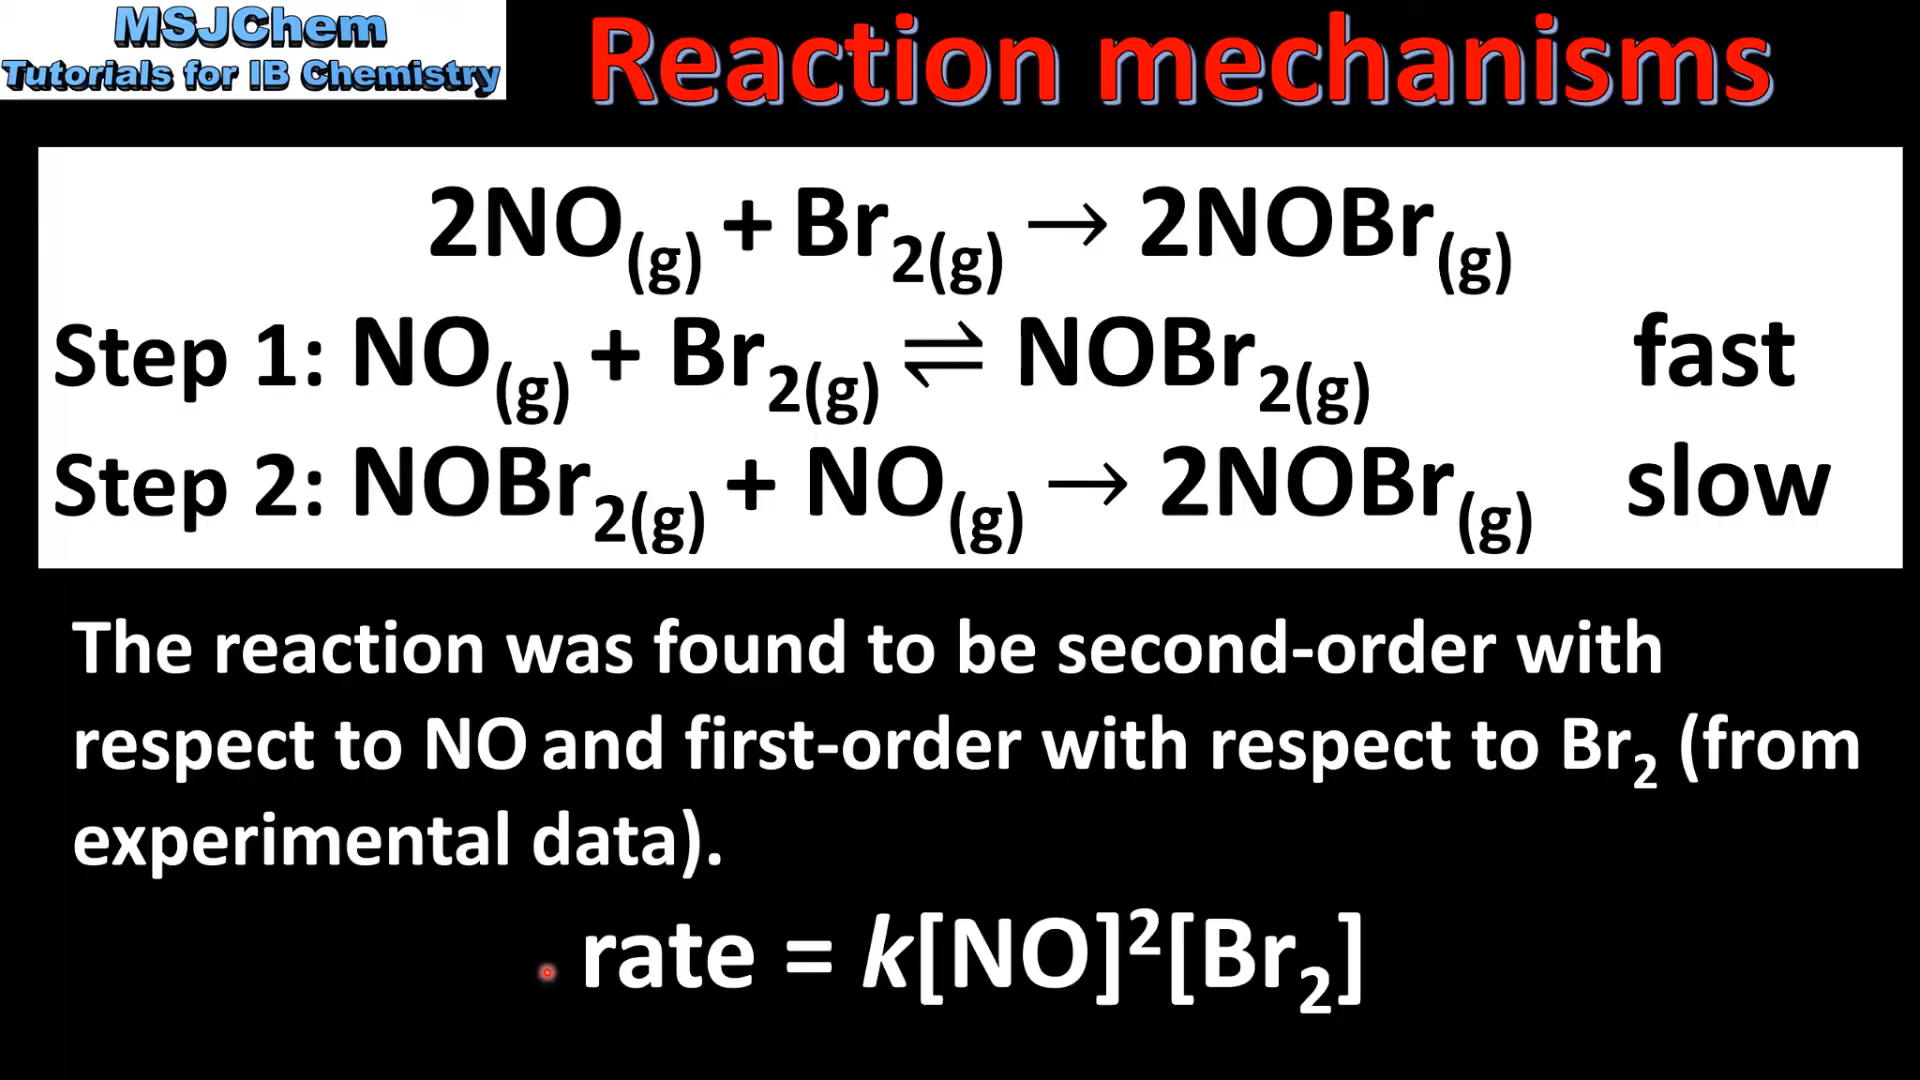 MSJChem
Tutorials for IB Chemistry
Reaction mechanisms
2NO(g) + Br2(g) → 2NOBr(g)
Step 1: NO(g) + Br2(g) ⇌ NOBr2(g) fast
Step 2: NOBr2(g) + NO(g) → 2NOBr(g) slow
The reaction was found to be second-order with
respect to NO and first-order with respect to Br2 (from
experimental data).
rate = k[NO]²[Br2]